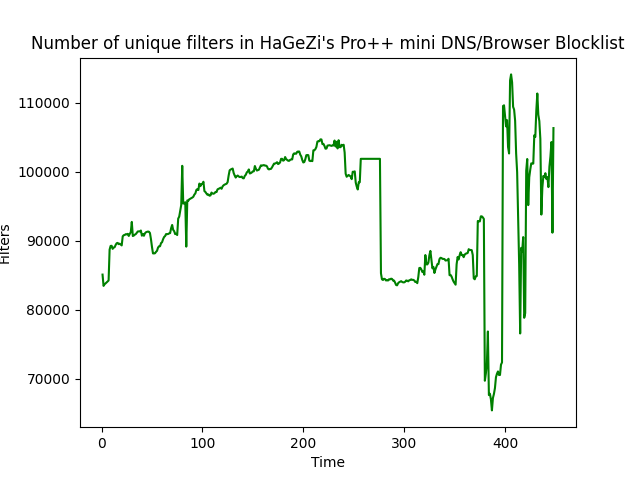 Number of unique filters in HaGeZi's Pro++ mini DNS/Browser Blocklist
110000
100000
90000
80000
70000
Filters
0 100 200 300 400
Time